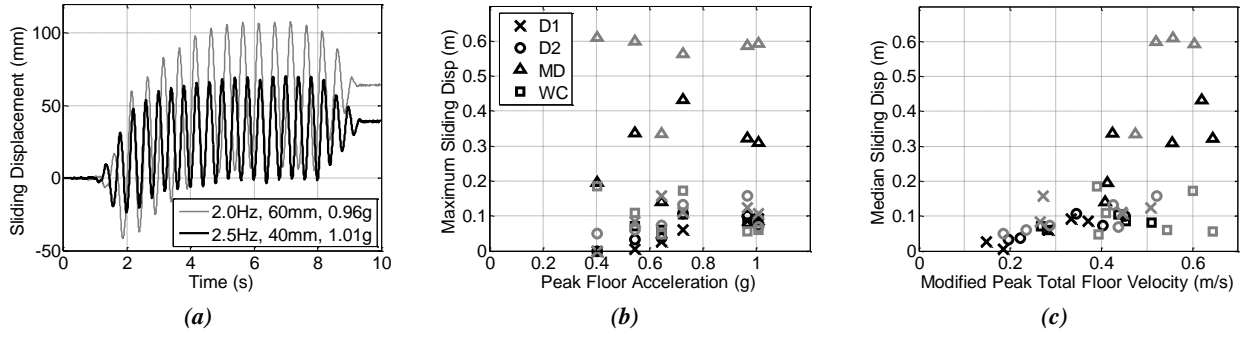 100
50
0
-50
0
2
4
6
8
10
Sliding Displacement (mm)
Time (s)
2.0Hz, 60mm, 0.96g
2.5Hz, 40mm, 1.01g
(a)
0.6
0.5
0.4
0.3
0.2
0.1
0
0
0.2
0.4
0.6
0.8
1
Maximum Sliding Disp (m)
Peak Floor Acceleration (g)
D1
D2
MD
WC
(b)
0.6
0.5
0.4
0.3
0.2
0.1
0
0
0.2
0.4
0.6
Median Sliding Disp (m)
Modified Peak Total Floor Velocity (m/s)
(c)